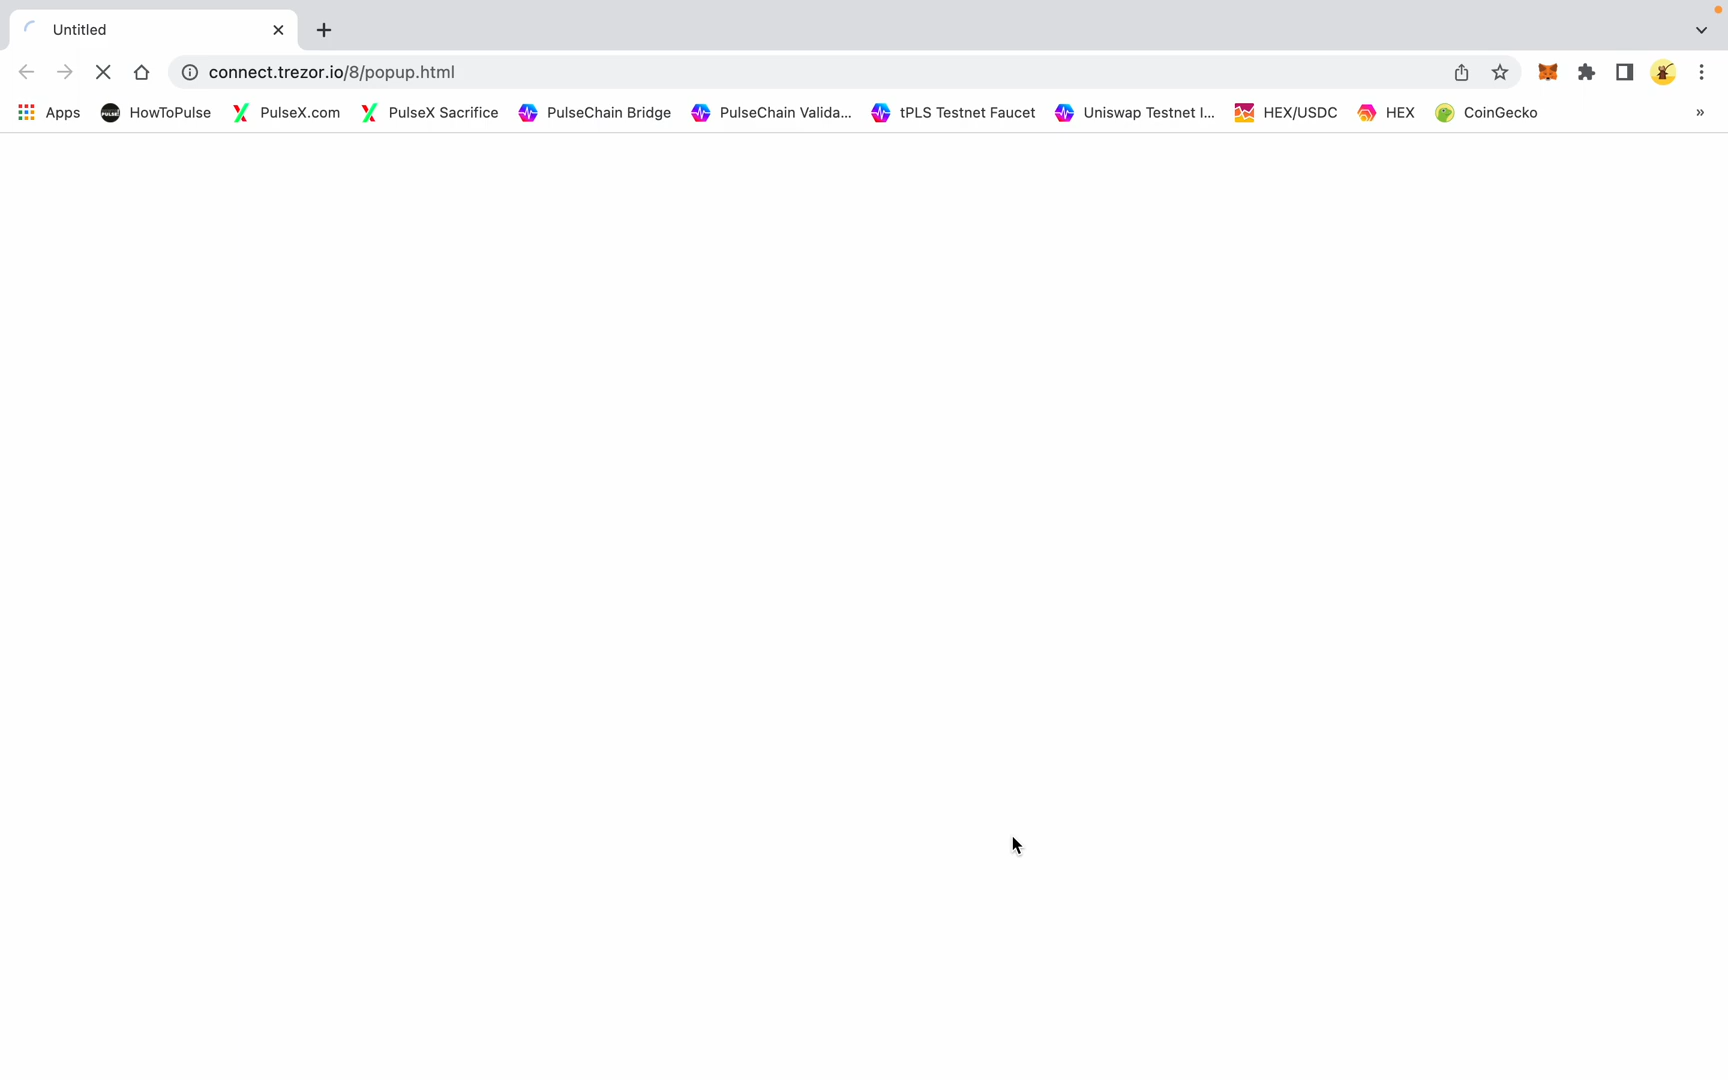 Untitled
connect.trezor.io/8/popup.html
Apps HowToPulse PulseX.com PulseX Sacrifice PulseChain Bridge PulseChain Valida... tPLS Testnet Faucet Uniswap Testnet I... HEX/USDC HEX CoinGecko »